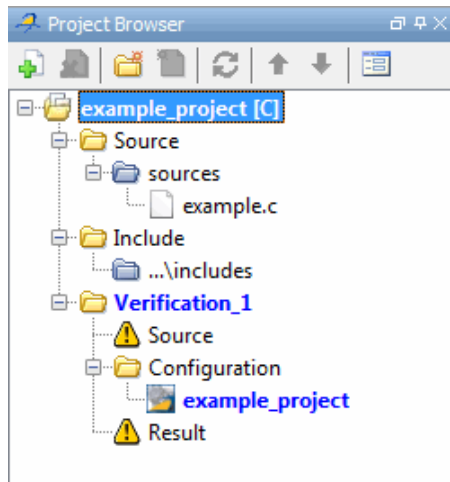 Project Browser
example_project [C]
Source
sources
example.c
Include
...\includes
Verification_1
Source
Configuration
example_project
Result